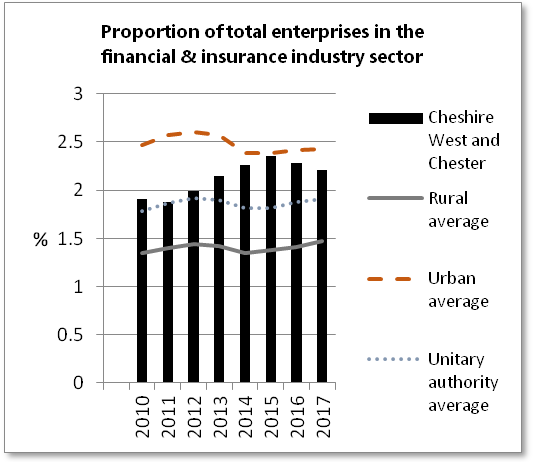 Proportion of total enterprises in the
financial & insurance industry sector
3
2.5
2
1.5
1
0.5
0
%
2010
2011
2012
2013
2014
2015
2016
2017
Cheshire
West and
Chester
Rural
average
Urban
average
Unitary
authority
average